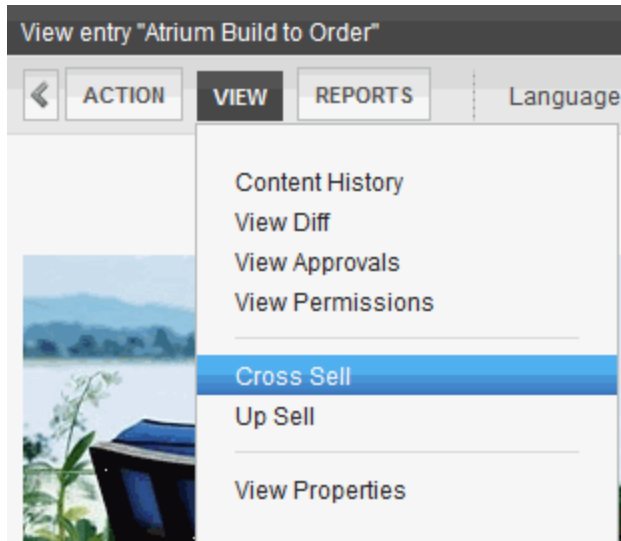 View entry "Atrium Build to Order"
ACTION VIEW REPORTS Language
Content History
View Diff
View Approvals
View Permissions
Cross Sell
Up Sell
View Properties